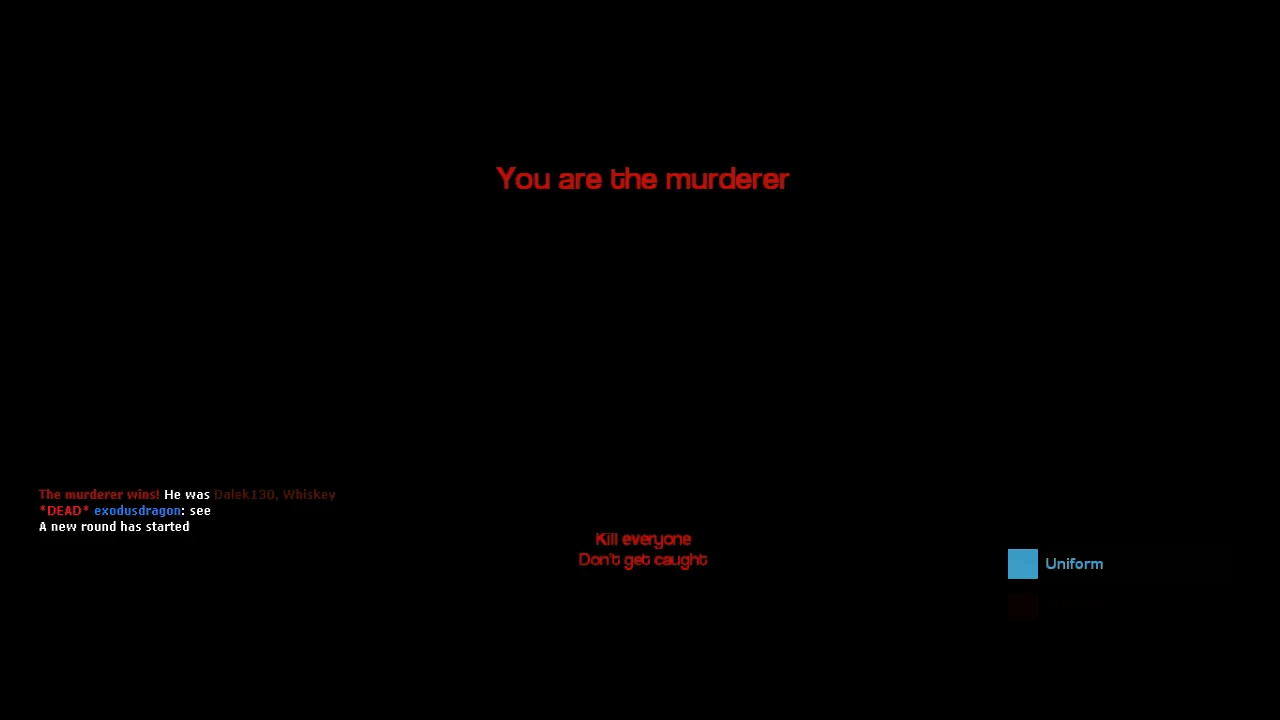 You are the murderer
The murderer wins! He was Dalek130, Whiskey
*DEAD* exodusdragon: see
A new round has started
Kill everyone
Don't get caught
Uniform